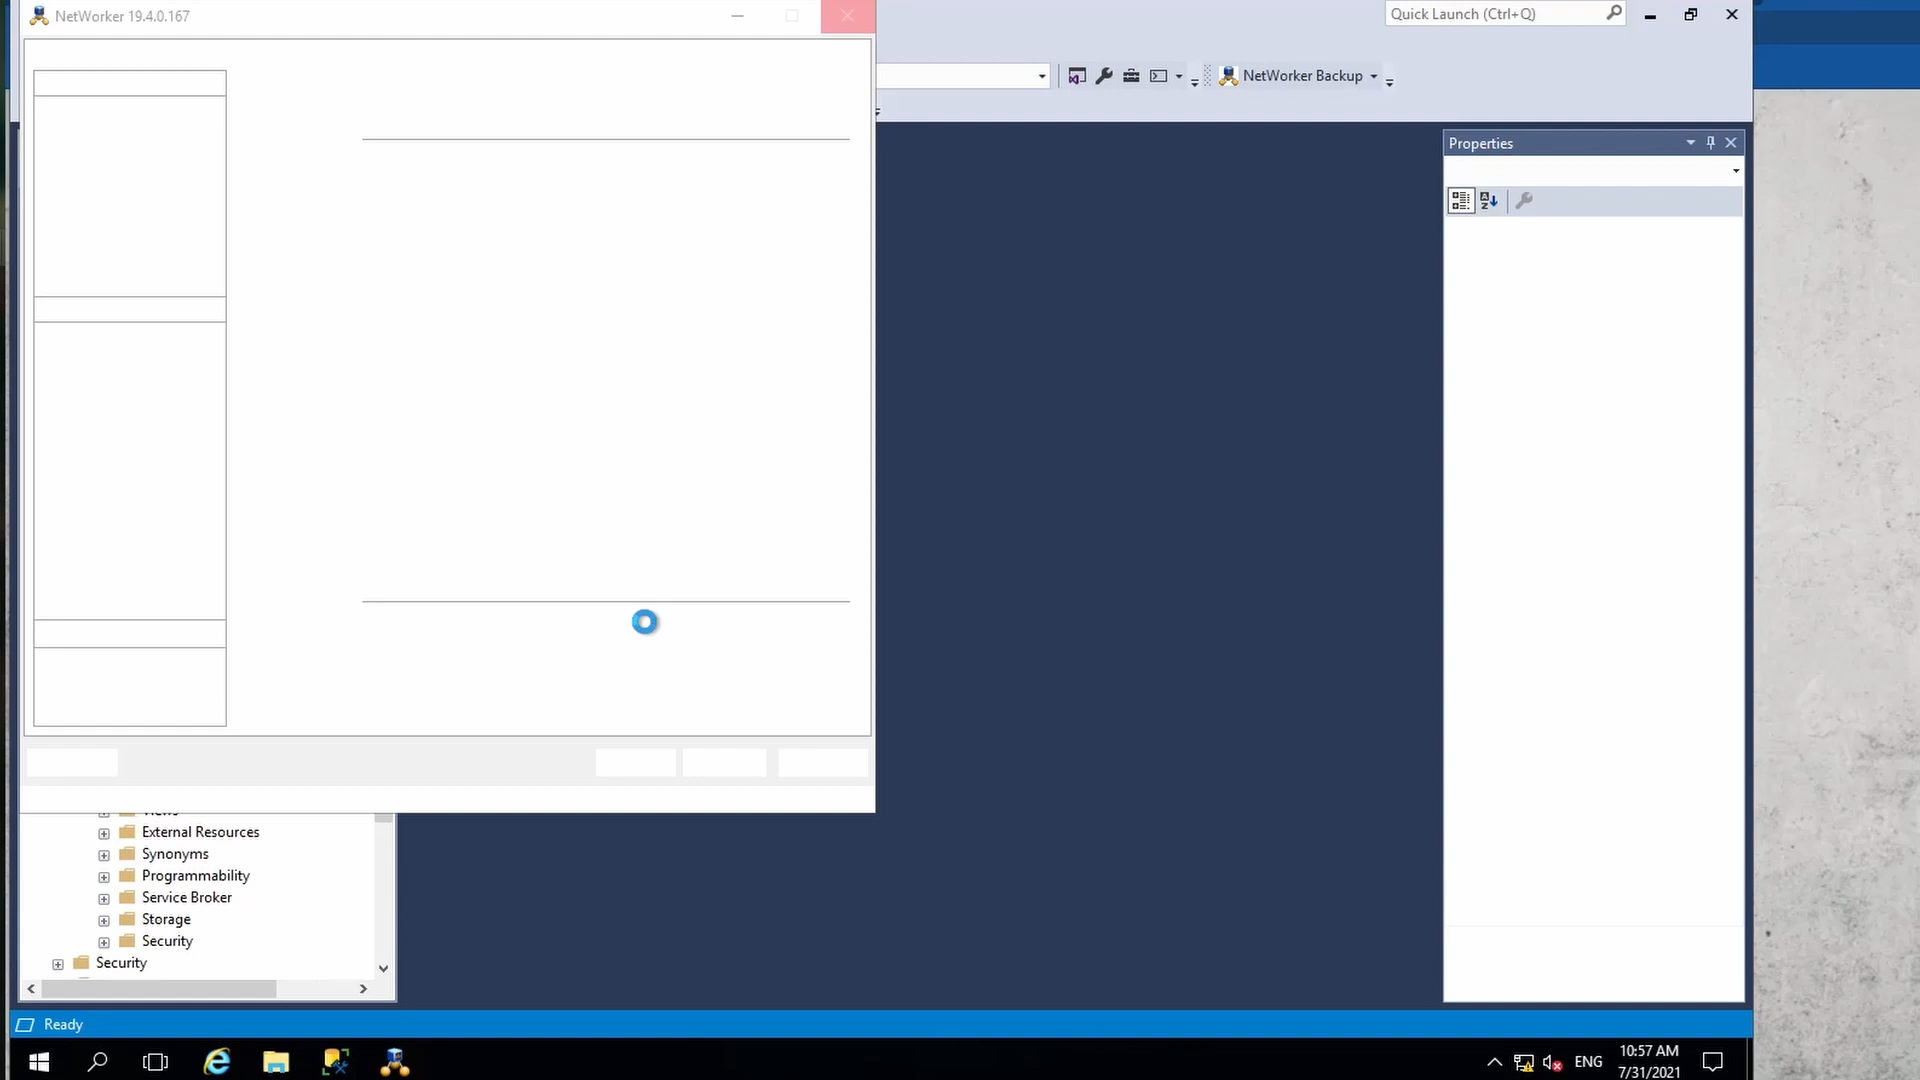 NetWorker 19.4.0.167
Quick Launch (Ctrl+Q)
NetWorker Backup
Properties
Views
External Resources
Synonyms
Programmability
Service Broker
Storage
Security
Security
Ready
ENG
10:57 AM
7/31/2021